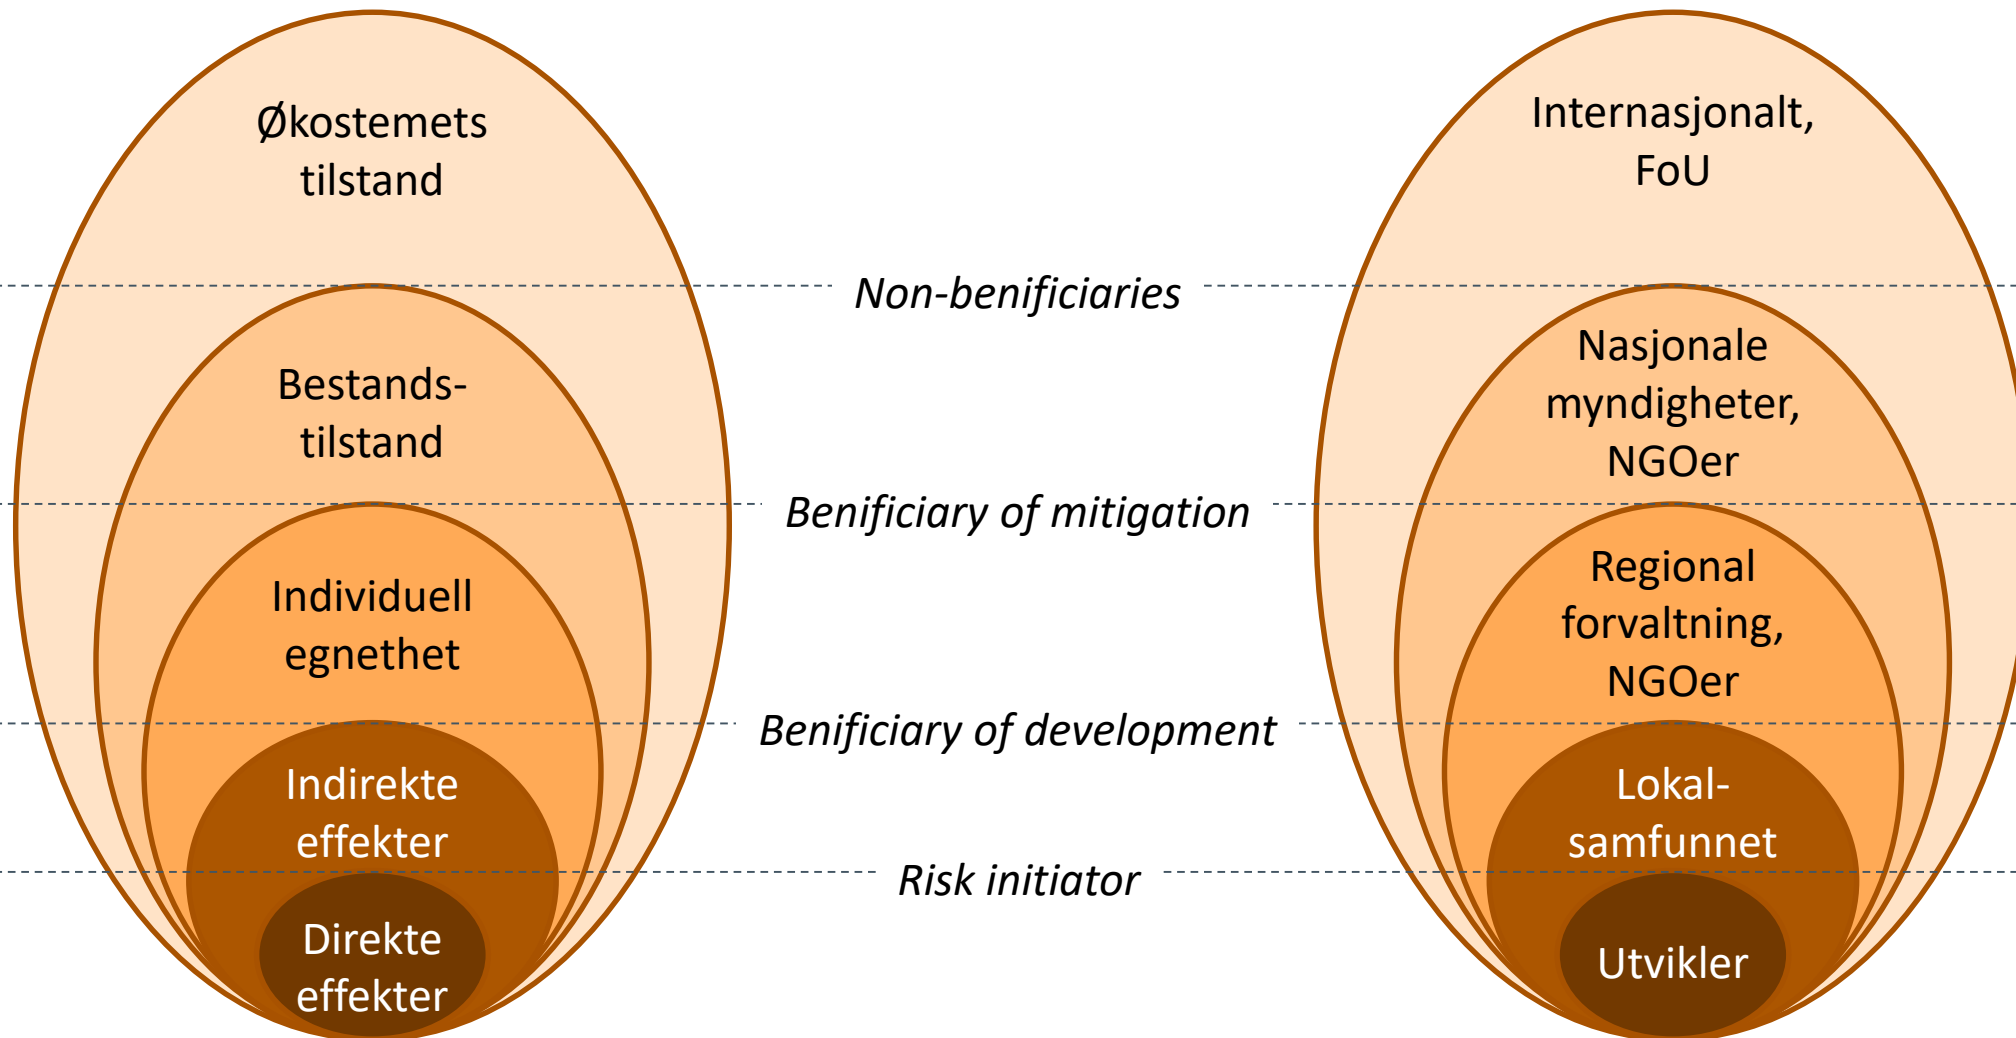 Økostemets
tilstand
Bestands-
tilstand
Individuell
egnethet
Indirekte
effekter
Direkte
effekter
Non-benificiaries
Benificiary of mitigation
Benificiary of development
Risk initiator
Internasjonalt,
FoU
Nasjonale
myndigheter,
NGOer
Regional
forvaltning,
NGOer
Lokal-
samfunnet
Utvikler